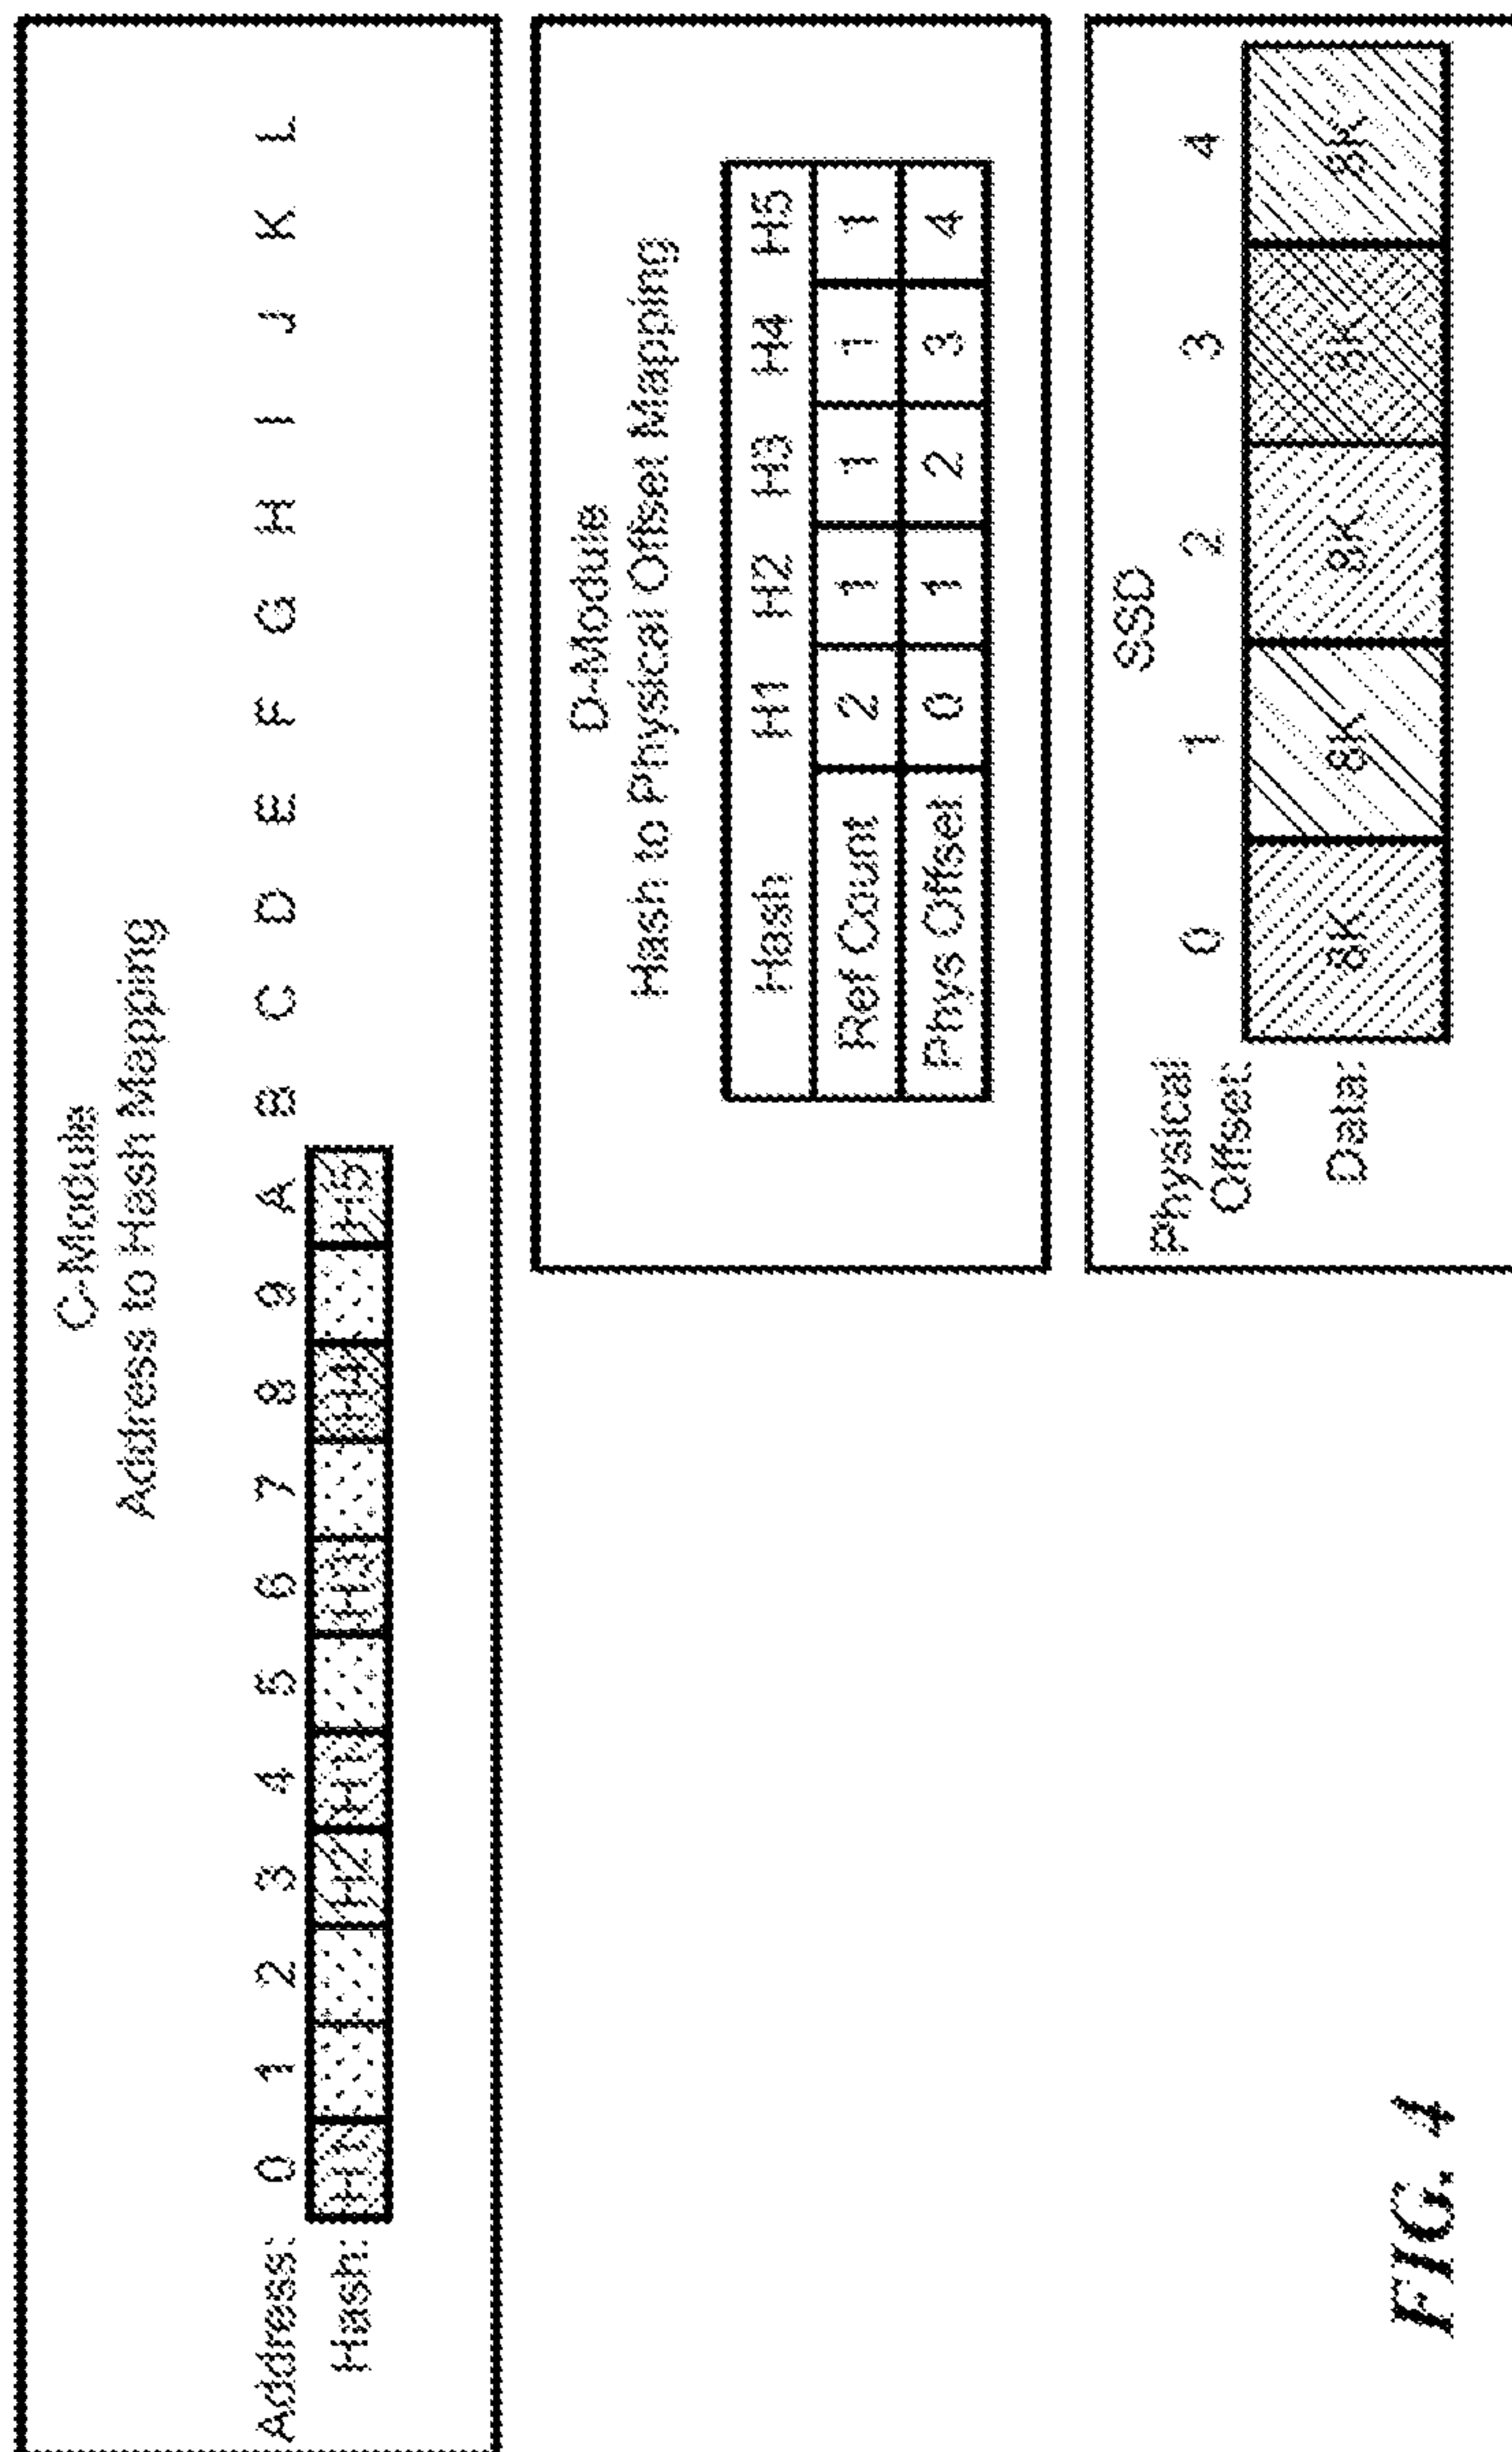 C-Module
Address to Hash Mapping
Address: 0 1 2 3 4 5 6 7 8 9 A B C D E F G H I J K L
Hash: H1 H2 H1 H3 H4 H5
D-Module
Hash to Physical Offset Mapping
Hash H1 H2 H3 H4 H5
Ref Count 2 1 1 1 1
Phys Offset 0 1 2 3 4
SSD
Physical Offset: 0 1 2 3 4
Data: 8K 8K 8K 8K 8K
FIG. 4